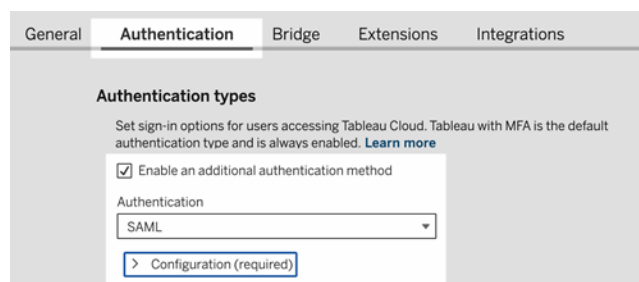 General Authentication Bridge Extensions Integrations
Authentication types
Set sign-in options for users accessing Tableau Cloud. Tableau with MFA is the default
authentication type and is always enabled. Learn more
Enable an additional authentication method
Authentication
SAML
Configuration (required)